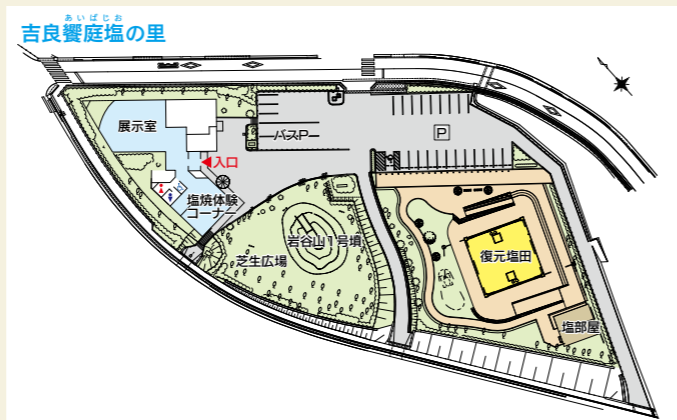 あいばじお
吉良饗庭塩の里
展示室
入口
塩焼体験
コーナー
バスP
P
岩谷山1号墳
芝生広場
復元塩田
塩部屋